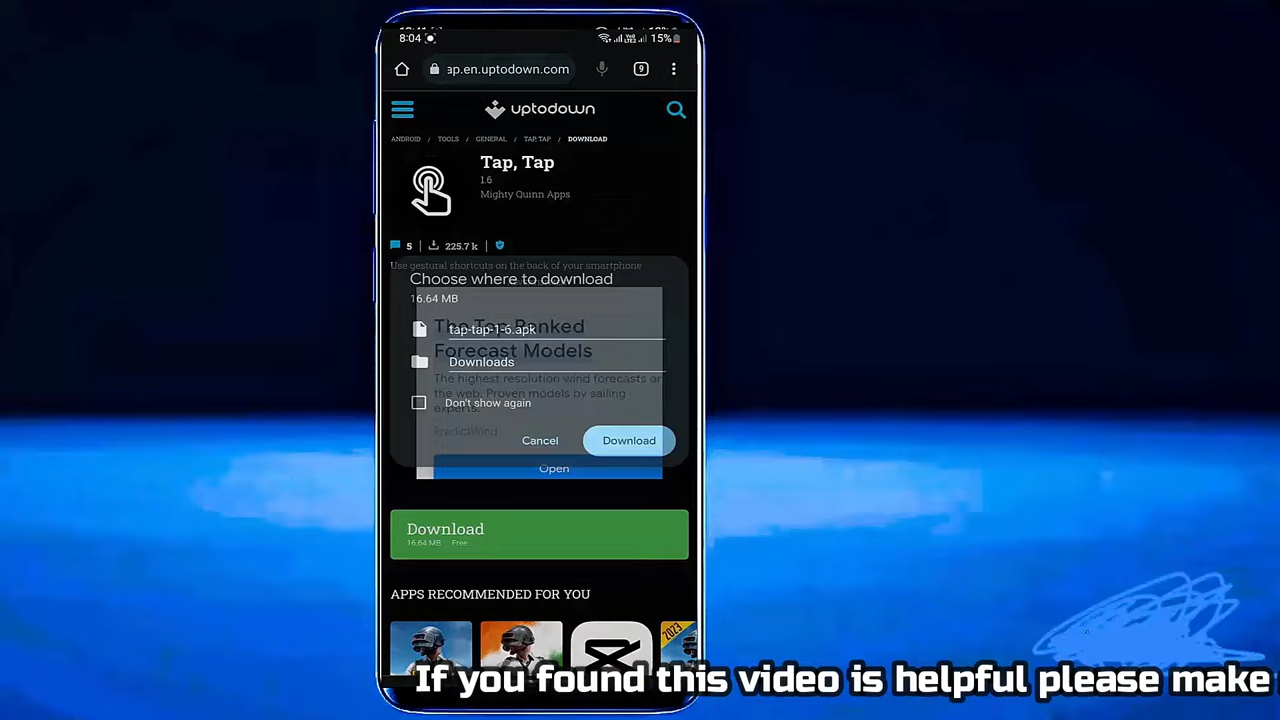 8:04 15%
ap.en.uptodown.com 9
uptodown
ANDROID / TOOLS / GENERAL / TAP, TAP / DOWNLOAD
Tap, Tap
1.6
Mighty Quinn Apps
5 | 225.7 k |
Use gestural shortcuts on the back of your smartphone
Choose where to download
16.64 MB
tap-tap-1-6.apk
The Top Ranked
Forecast Models
Downloads
The highest resolution wind forecasts on
the web. Proven models by sailing
experts.
Don't show again
PredictWind
Cancel Download
Open
Download
16.64 MB Free
APPS RECOMMENDED FOR YOU
2023
If you found this video is helpful please make